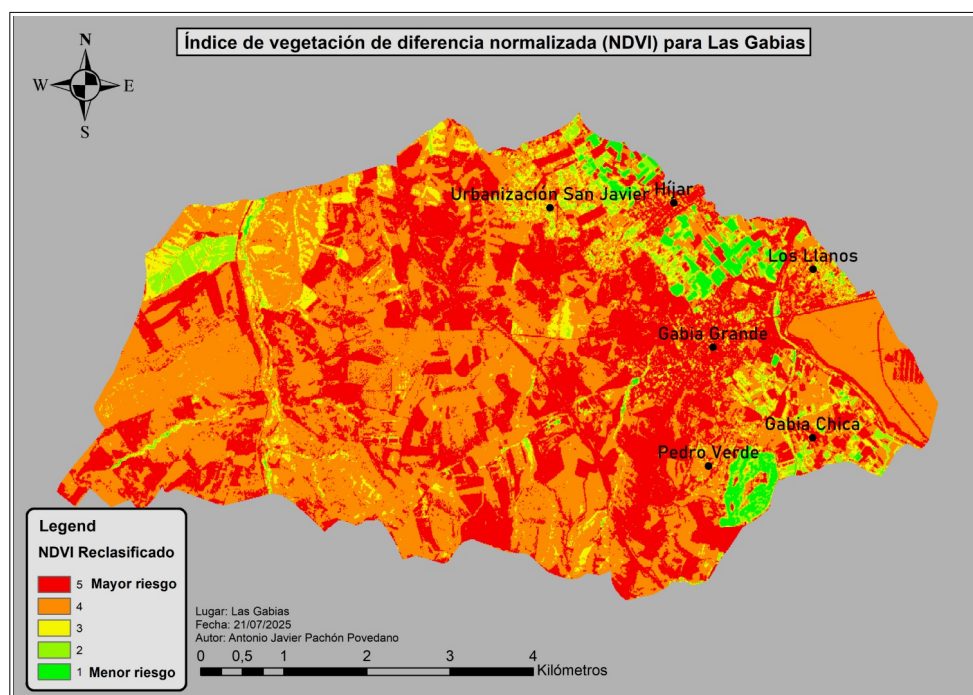 Índice de vegetación de diferencia normalizada (NDVI) para Las Gabias
N
W E
S
Urbanización San Javier
Híjar
Los Llanos
Gabia Grande
Gabia Chica
Pedro Verde
Legend
NDVI Reclasificado
5 Mayor riesgo
4
3
2
1 Menor riesgo
Lugar: Las Gabias
Fecha: 21/07/2025
Autor: Antonio Javier Pachón Povedano
0 0,5 1 2 3 4
Kilómetros